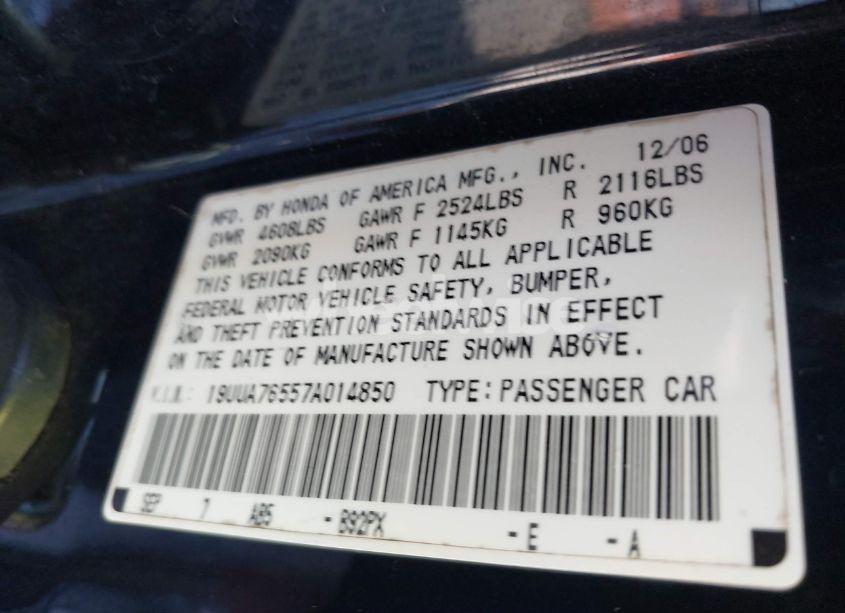 MFD. BY HONDA OF AMERICA MFG., INC. 12/06
GVWR 4608LBS GAWR F 2524LBS R 2116LBS
GVWR 2090KG GAWR F 1145KG R 960KG
THIS VEHICLE CONFORMS TO ALL APPLICABLE
FEDERAL MOTOR VEHICLE SAFETY, BUMPER,
AND THEFT PREVENTION STANDARDS IN EFFECT
ON THE DATE OF MANUFACTURE SHOWN ABOVE.
V.I.N.: 19UUA76557A014850 TYPE:PASSENGER CAR
SEP 7 AB5 - B92PX - E - A